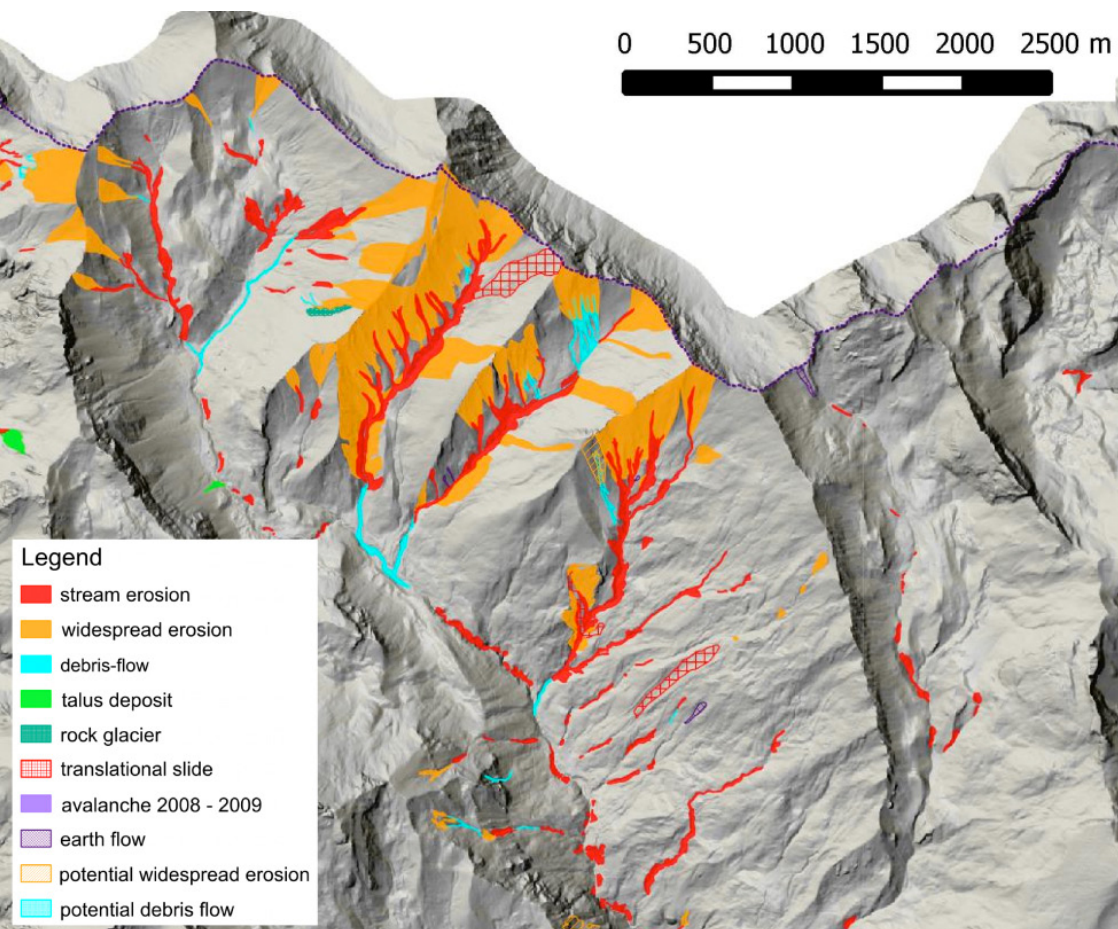 0 500 1000 1500 2000 2500 m
Legend
stream erosion
widespread erosion
debris-flow
talus deposit
rock glacier
translational slide
avalanche 2008 - 2009
earth flow
potential widespread erosion
potential debris flow